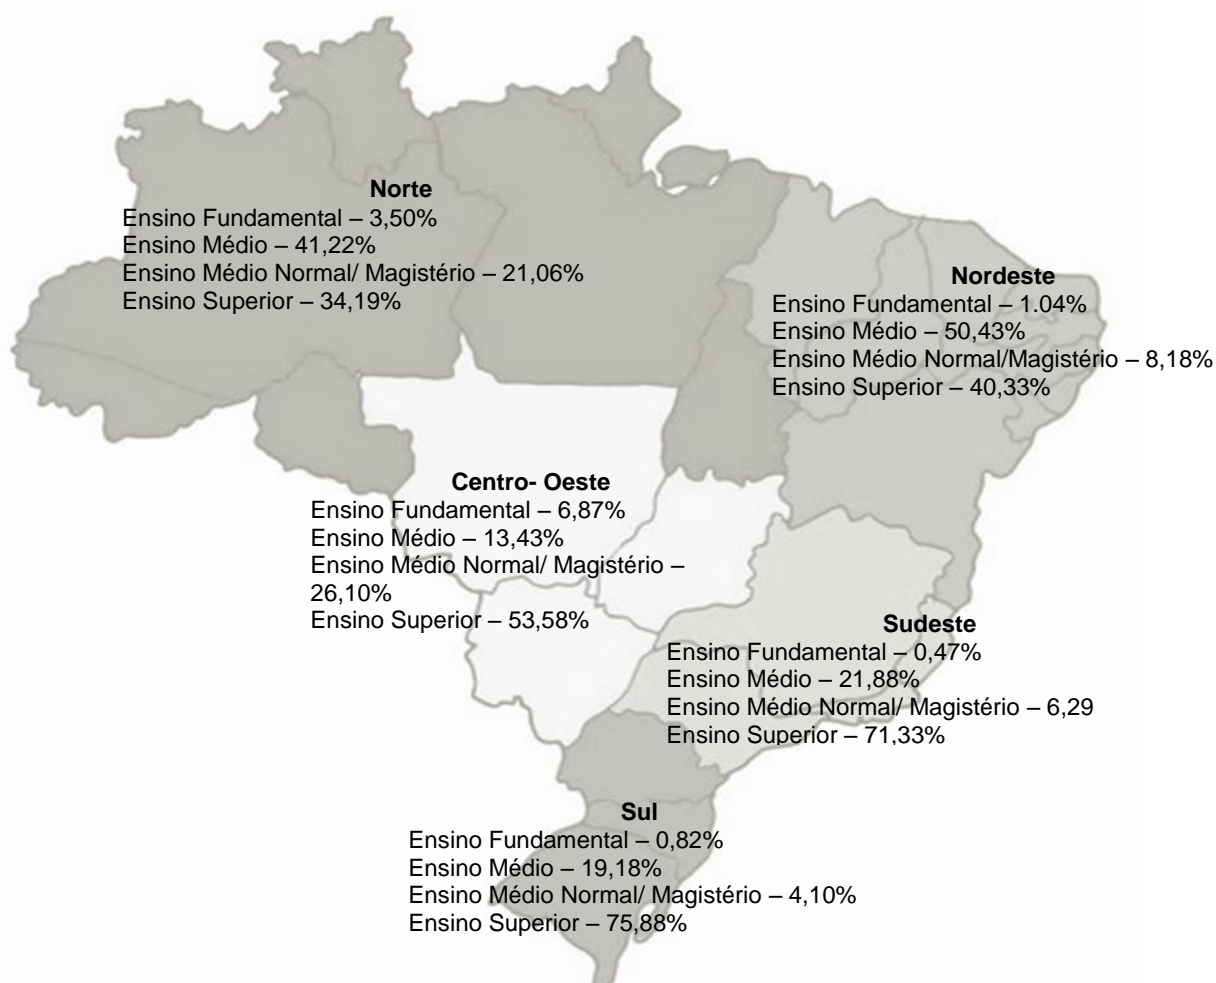 Norte
Ensino Fundamental – 3,50%
Ensino Médio – 41,22%
Ensino Médio Normal/ Magistério – 21,06%
Ensino Superior – 34,19%
Nordeste
Ensino Fundamental – 1.04%
Ensino Médio – 50,43%
Ensino Médio Normal/Magistério – 8,18%
Ensino Superior – 40,33%
Centro- Oeste
Ensino Fundamental – 6,87%
Ensino Médio – 13,43%
Ensino Médio Normal/ Magistério –
26,10%
Ensino Superior – 53,58%
Sudeste
Ensino Fundamental – 0,47%
Ensino Médio – 21,88%
Ensino Médio Normal/ Magistério – 6,29
Ensino Superior – 71,33%
Sul
Ensino Fundamental – 0,82%
Ensino Médio – 19,18%
Ensino Médio Normal/ Magistério – 4,10%
Ensino Superior – 75,88%